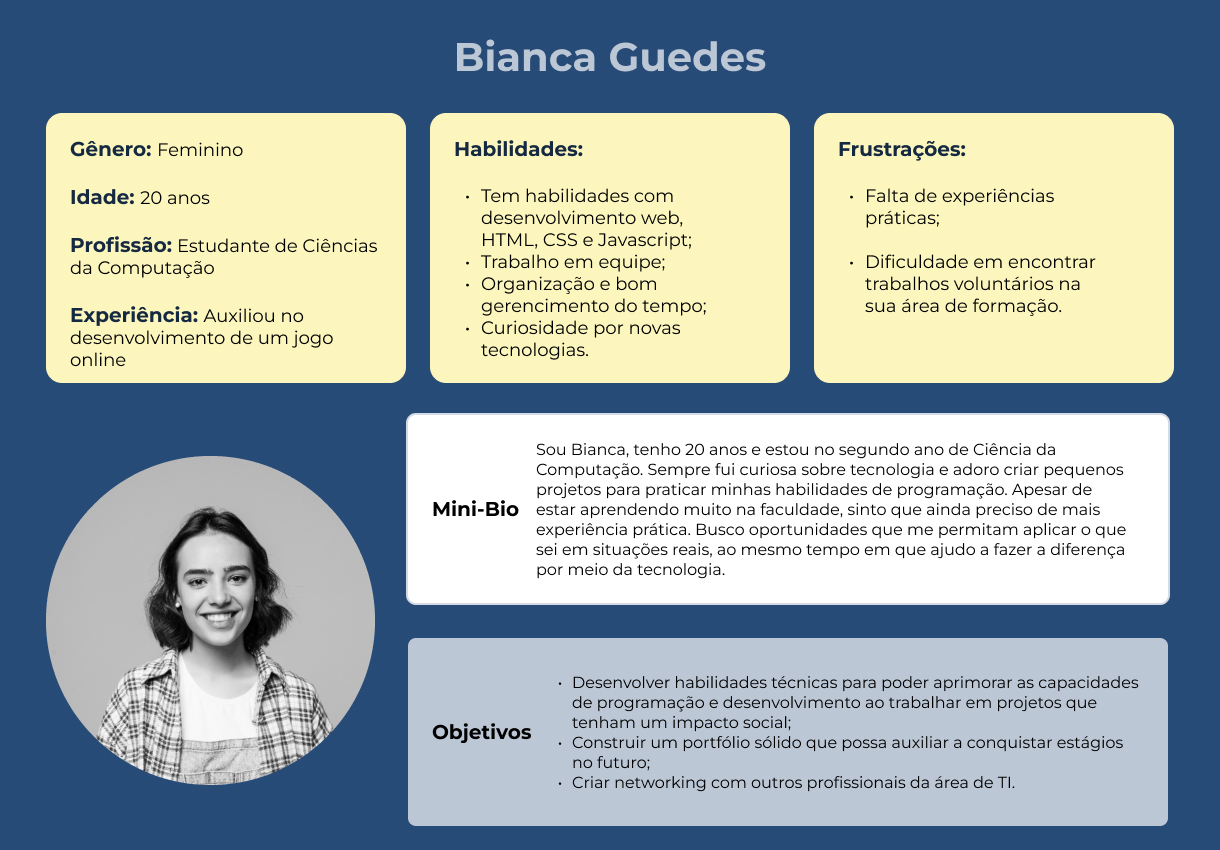 Bianca Guedes
Gênero: Feminino
Idade: 20 anos
Profissão: Estudante de Ciências
da Computação
Experiência: Auxiliou no
desenvolvimento de um jogo
online
Habilidades:
• Tem habilidades com
desenvolvimento web,
HTML, CSS e Javascript;
• Trabalho em equipe;
• Organização e bom
gerencimento do tempo;
• Curiosidade por novas
tecnologias.
Frustrações:
• Falta de experiências
práticas;
• Dificuldade em encontrar
trabalhos voluntários na
sua área de formação.
Mini-Bio
Sou Bianca, tenho 20 anos e estou no segundo ano de Ciência da
Computação. Sempre fui curiosa sobre tecnologia e adoro criar pequenos
projetos para praticar minhas habilidades de programação. Apesar de
estar aprendendo muito na faculdade, sinto que ainda preciso de mais
experiência prática. Busco oportunidades que me permitam aplicar o que
sei em situações reais, ao mesmo tempo em que ajudo a fazer a diferença
por meio da tecnologia.
Objetivos
• Desenvolver habilidades técnicas para poder aprimorar as capacidades
de programação e desenvolvimento ao trabalhar em projetos que
tenham um impacto social;
• Construir um portfólio sólido que possa auxiliar a conquistar estágios
no futuro;
• Criar networking com outros profissionais da área de TI.